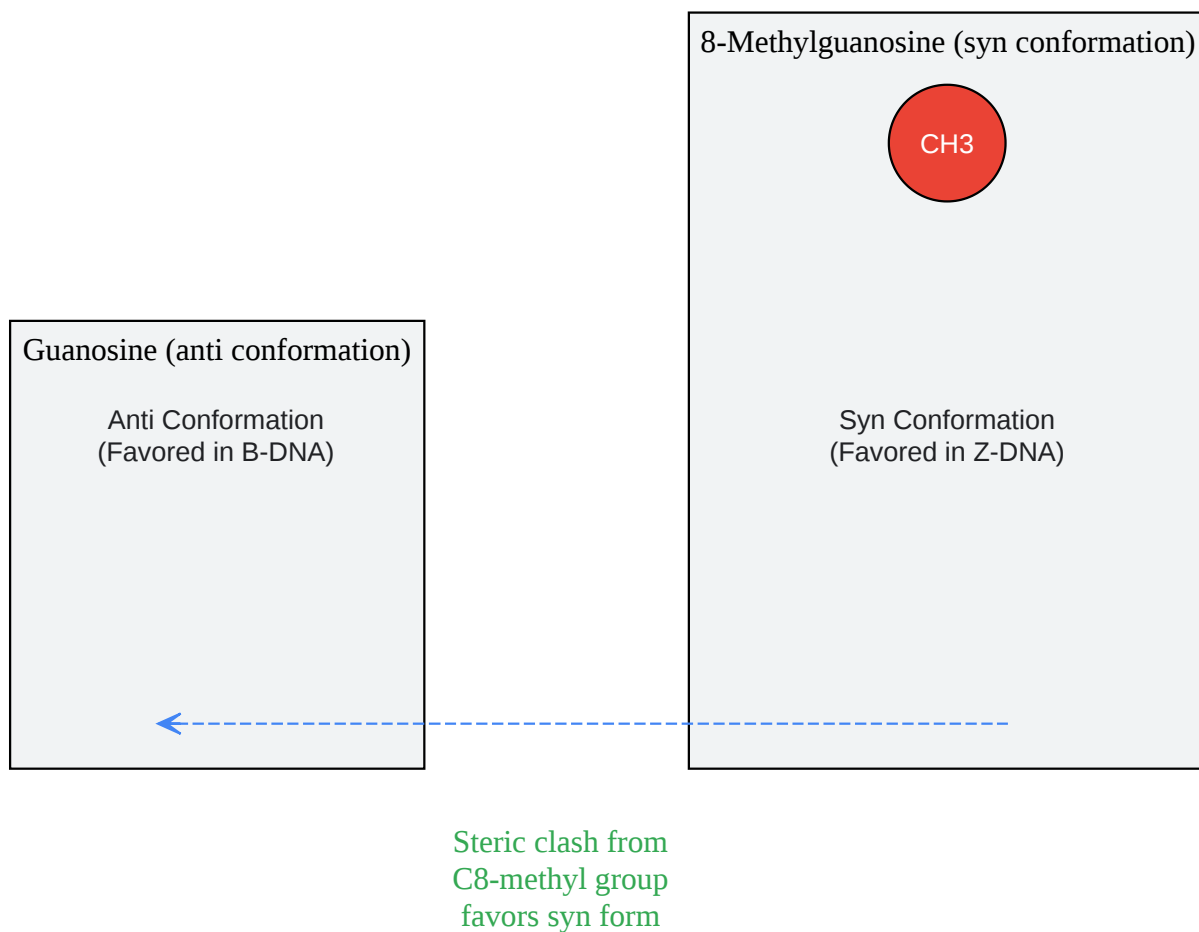 8-Methylguanosine (syn conformation)
CH3
Guanosine (anti conformation)
Anti Conformation
(Favored in B-DNA)
Syn Conformation
(Favored in Z-DNA)
Steric clash from
C8-methyl group
favors syn form